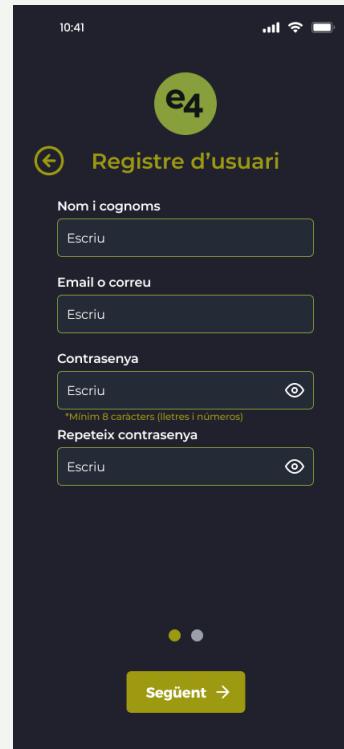 10:41
e4
Registre d’usuari
Nom i cognoms
Escriu
Email o correu
Escriu
Contrasenya
Escriu
*Mínim 8 caràcters (lletres i números)
Repeteix contrasenya
Escriu
Següent